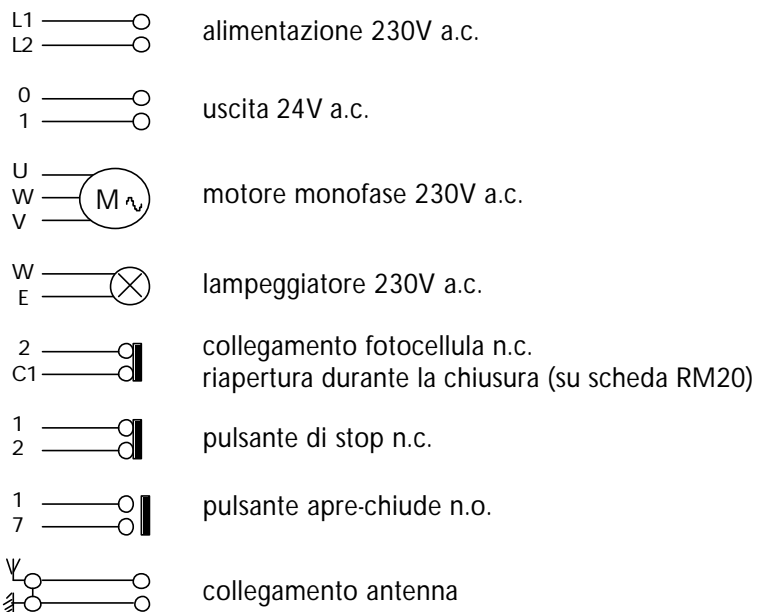 L1
L2
alimentazione 230V a.c.
0
1
uscita 24V a.c.
U
W
V
M
motore monofase 230V a.c.
W
E
lampeggiatore 230V a.c.
2
C1
collegamento fotocellula n.c.
riapertura durante la chiusura (su scheda RM20)
1
2
pulsante di stop n.c.
1
7
pulsante apre-chiude n.o.
collegamento antenna